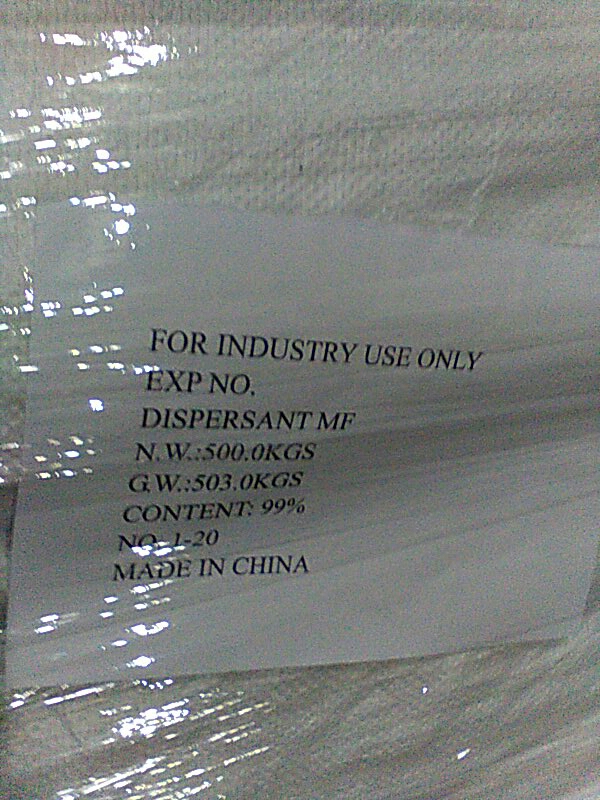 FOR INDUSTRY USE ONLY
EXP NO.
DISPERSANT MF
N.W.:500.0KGS
G.W.:503.0KGS
CONTENT: 99%
NO: 1-20
MADE IN CHINA